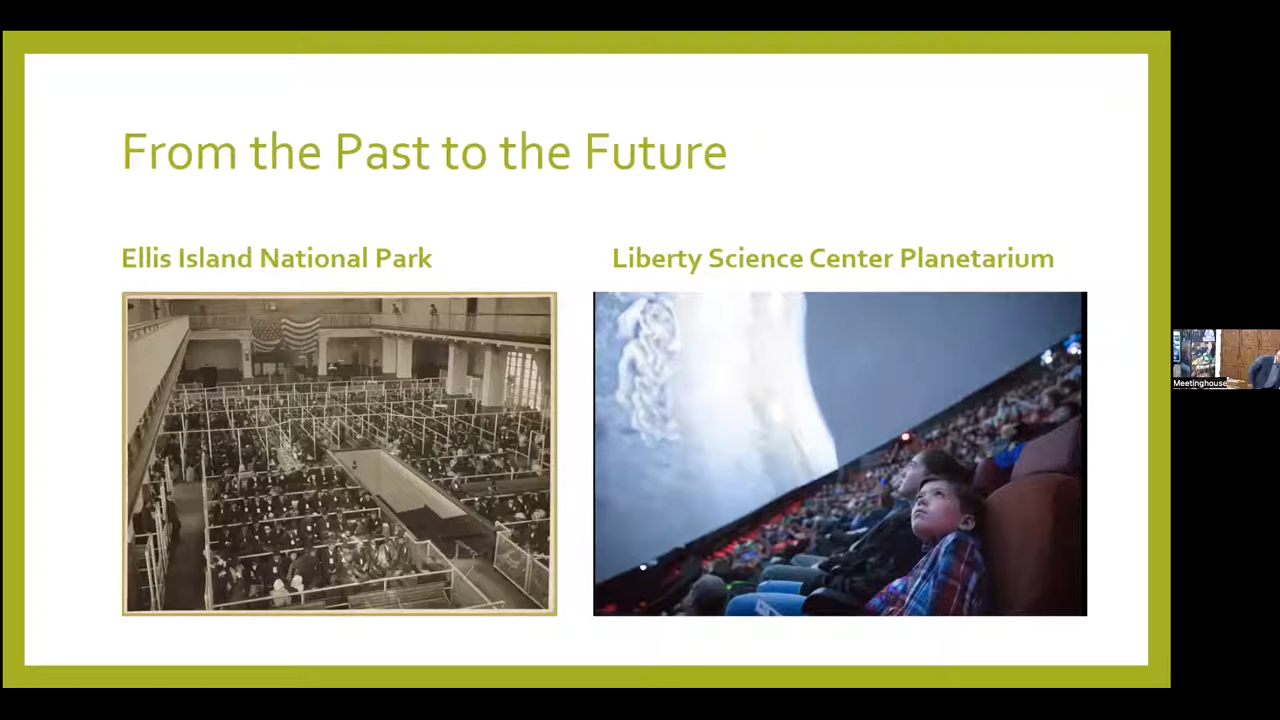 From the Past to the Future
Ellis Island National Park
Liberty Science Center Planetarium
Meetinghouse